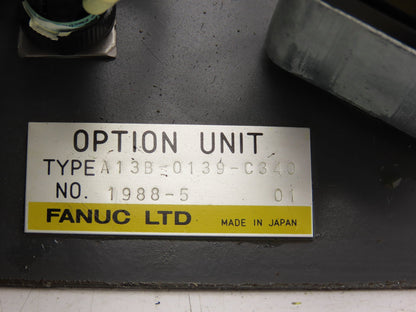 OPTION UNIT
TYPE A13B-0139-C340
NO. 1988-5 01
FANUC LTD MADE IN JAPAN